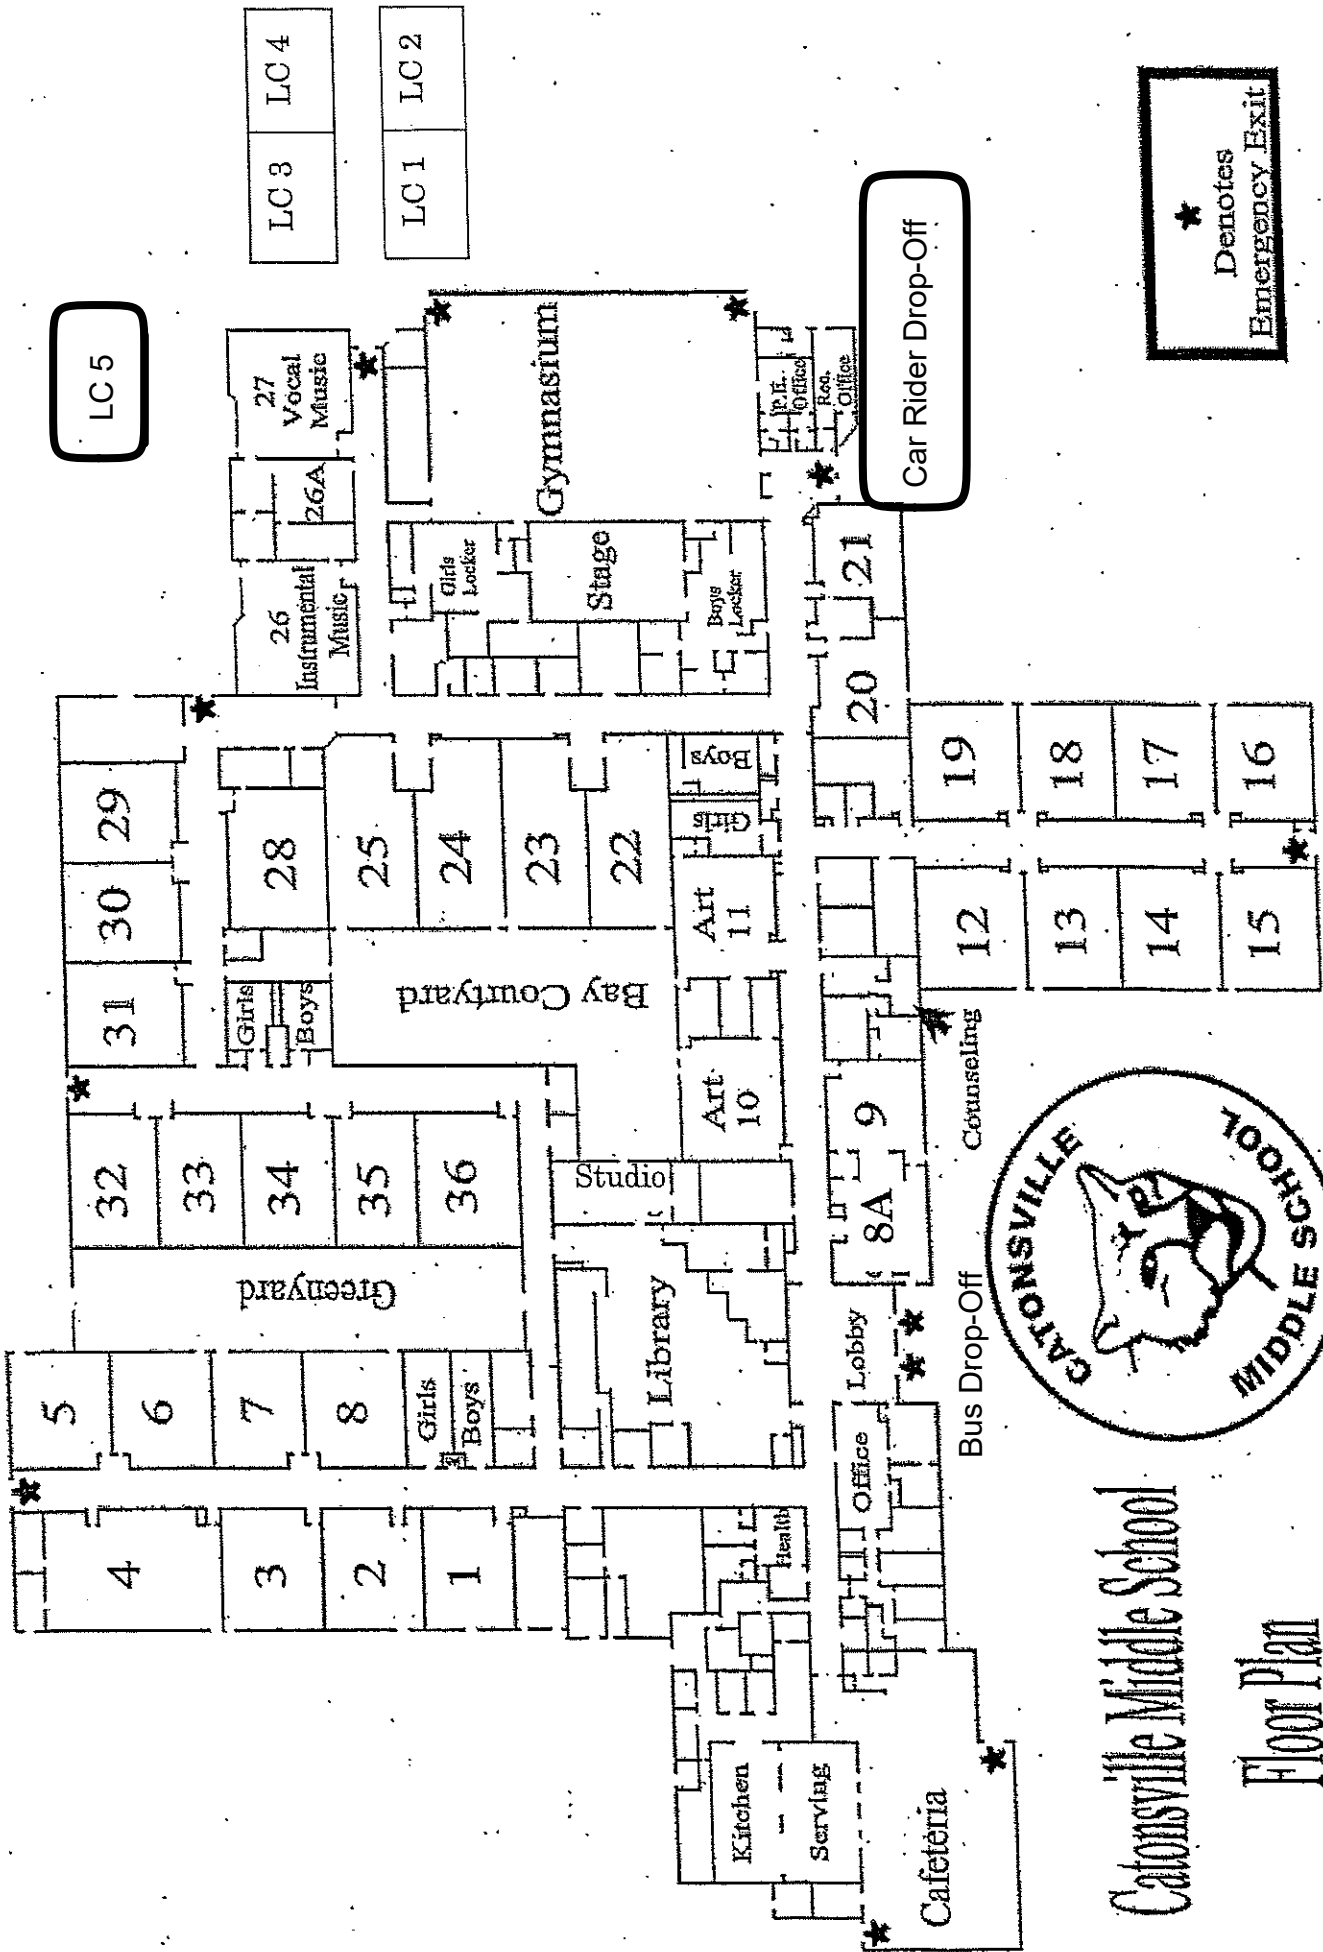 LC 5
LC 3
LC 4
LC 1
LC 2
5
6
7
8
Girls
Boys
4
3
2
1
Greenyard
32
33
34
35
36
31
30
29
Girls
Boys
28
25
24
23
22
Bay Courtyard
26
Instrumental
Music
26A
27
Vocal
Music
Girls
Locker
Stage
Boys
Locker
Gymnasium
P.E.
Office
Rec.
Office
Car Rider Drop-Off
Kitchen
Serving
Cafeteria
Health
Office
Library
Studio
Lobby
Bus Drop-Off
8A
9
Counseling
Art
10
Art
11
Girls
Boys
20
21
12
13
14
15
19
18
17
16
Catonsville Middle School
Floor Plan
CATONSVILLE
MIDDLE SCHOOL
Denotes
Emergency Exit